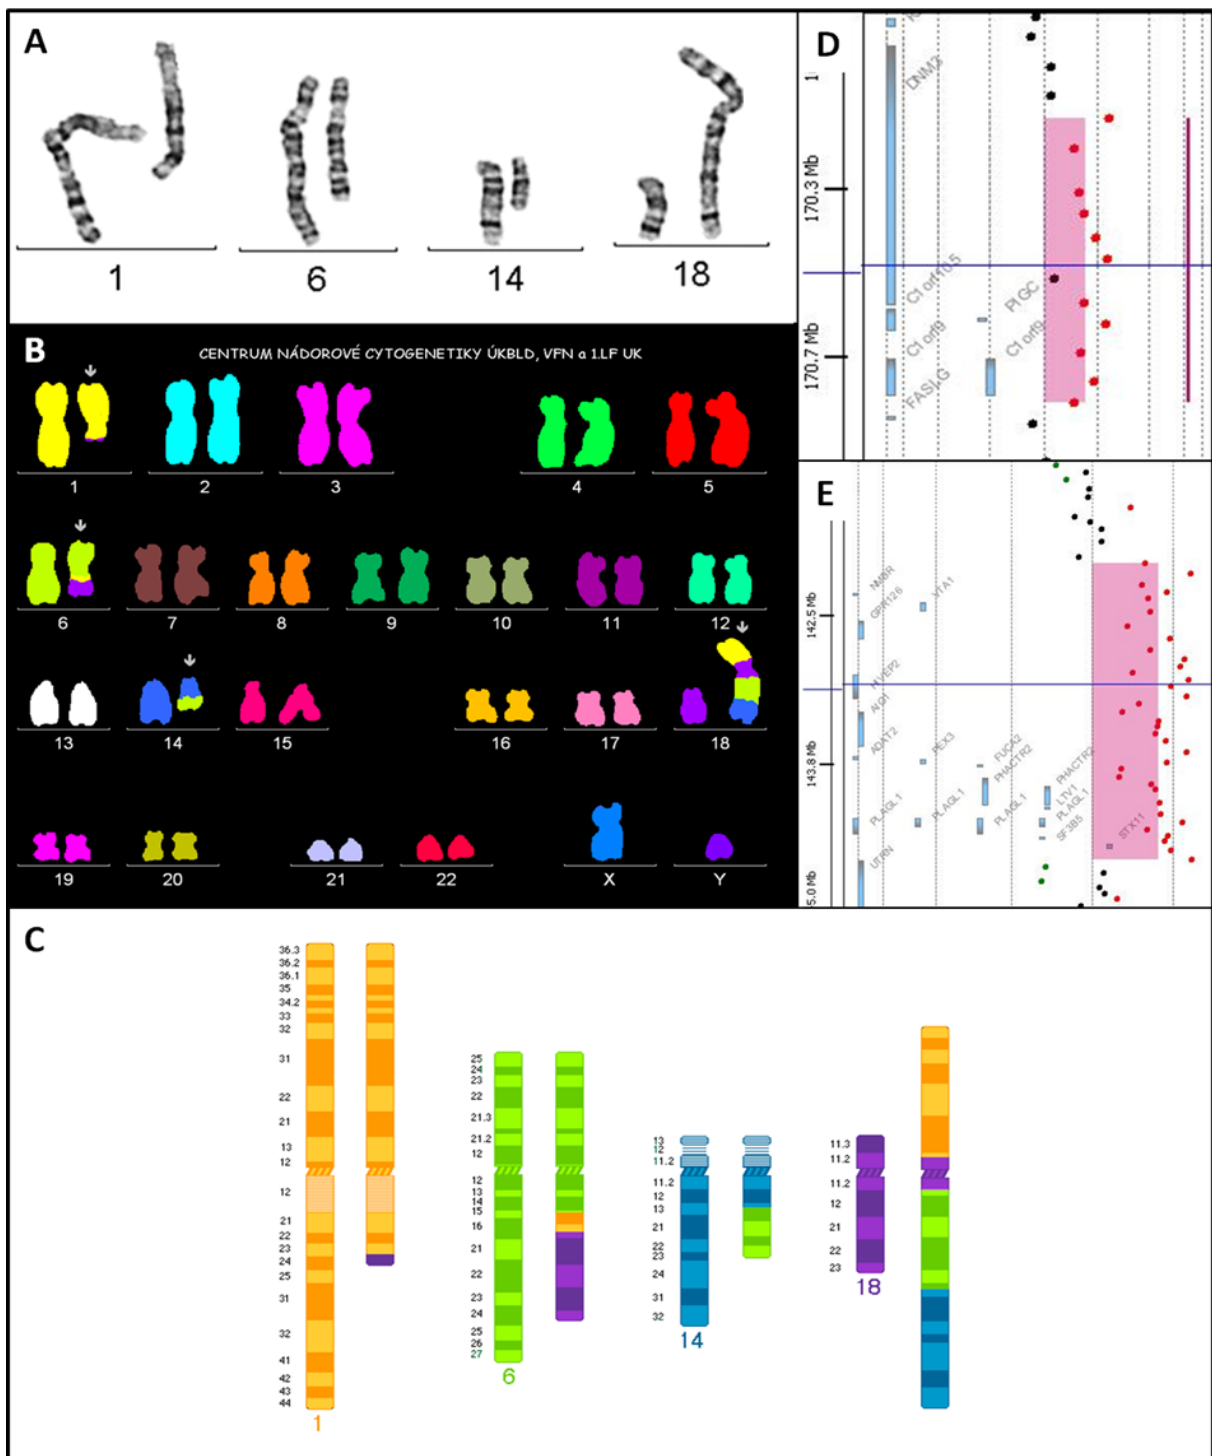 A
1
6
14
18
B
CENTRUM NÁDOROVÉ CYTOGENETIKY ÚKBLD, VFN a 1.LF UK
1 2 3 4 5
6 7 8 9 10 11 12
13 14 15 16 17 18
19 20 21 22 X Y
D
DNM3
170.3 Mb
C1orf105
PIGC
C1orf9
C1orf9
170.7 Mb
FASLG
E
NMBR
VTA1
GPR126
142.5 Mb
HIVEP2
AIG1
ADAT2
PEX3
FUCA2
143.8 Mb
PHACTR2
PHACTR2
LTV1
PLAGL1
PLAGL1
PLAGL1
PLAGL1
SF3B5
STX11
UTRN
5.0 Mb
C
36.3
36.2
36.1
35
34.2
33
32
31
22
21
13
12
12
21
22
23
24
25
31
32
41
42
43
44
1
25
24
23
22
21.3
21.2
12
12
13
14
15
16
21
22
23
24
25
26
27
6
13
12
11.2
11.2
12
13
21
22
23
24
31
32
14
11.3
11.2
11.2
12
21
22
23
18